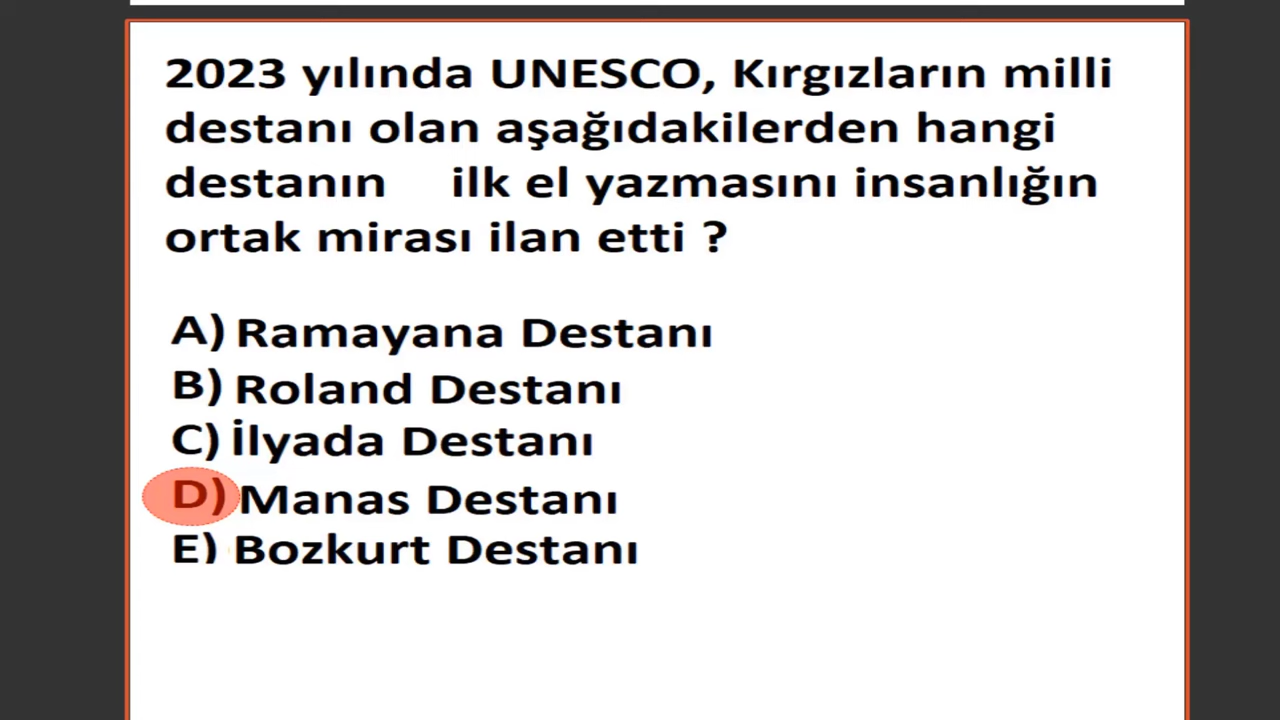 2023 yılında UNESCO, Kırgızların milli
destanı olan aşağıdakilerden hangi
destanın ilk el yazmasını insanlığın
ortak mirası ilan etti ?
A) Ramayana Destanı
B) Roland Destanı
C) İlyada Destanı
D) Manas Destanı
E) Bozkurt Destanı